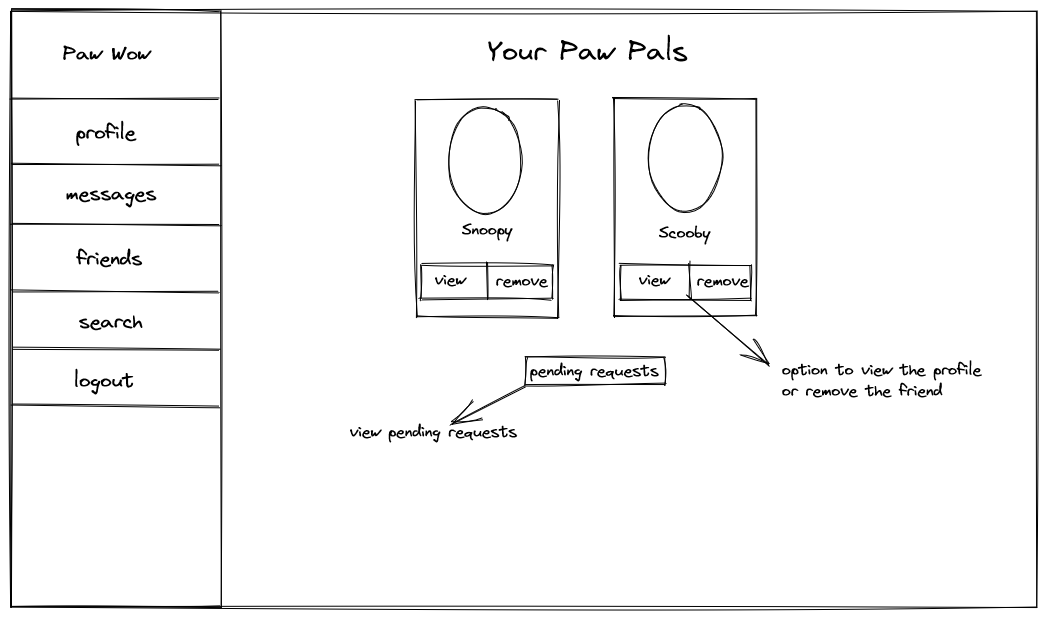 Paw Wow
profile
messages
friends
search
logout
Your Paw Pals
Snoopy
view remove
Scooby
view remove
pending requests
option to view the profile
or remove the friend
view pending requests